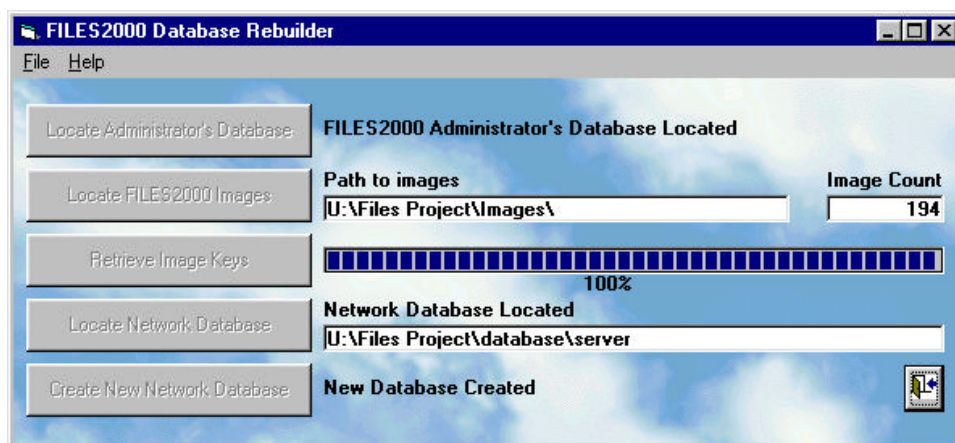 FILES2000 Database Rebuilder
File Help
Locate Administrator's Database
FILES2000 Administrator's Database Located
Locate FILES2000 Images
Path to images
Image Count
U:\Files Project\Images\
194
Retrieve Image Keys
100%
Locate Network Database
Network Database Located
U:\Files Project\database\server
Create New Network Database
New Database Created